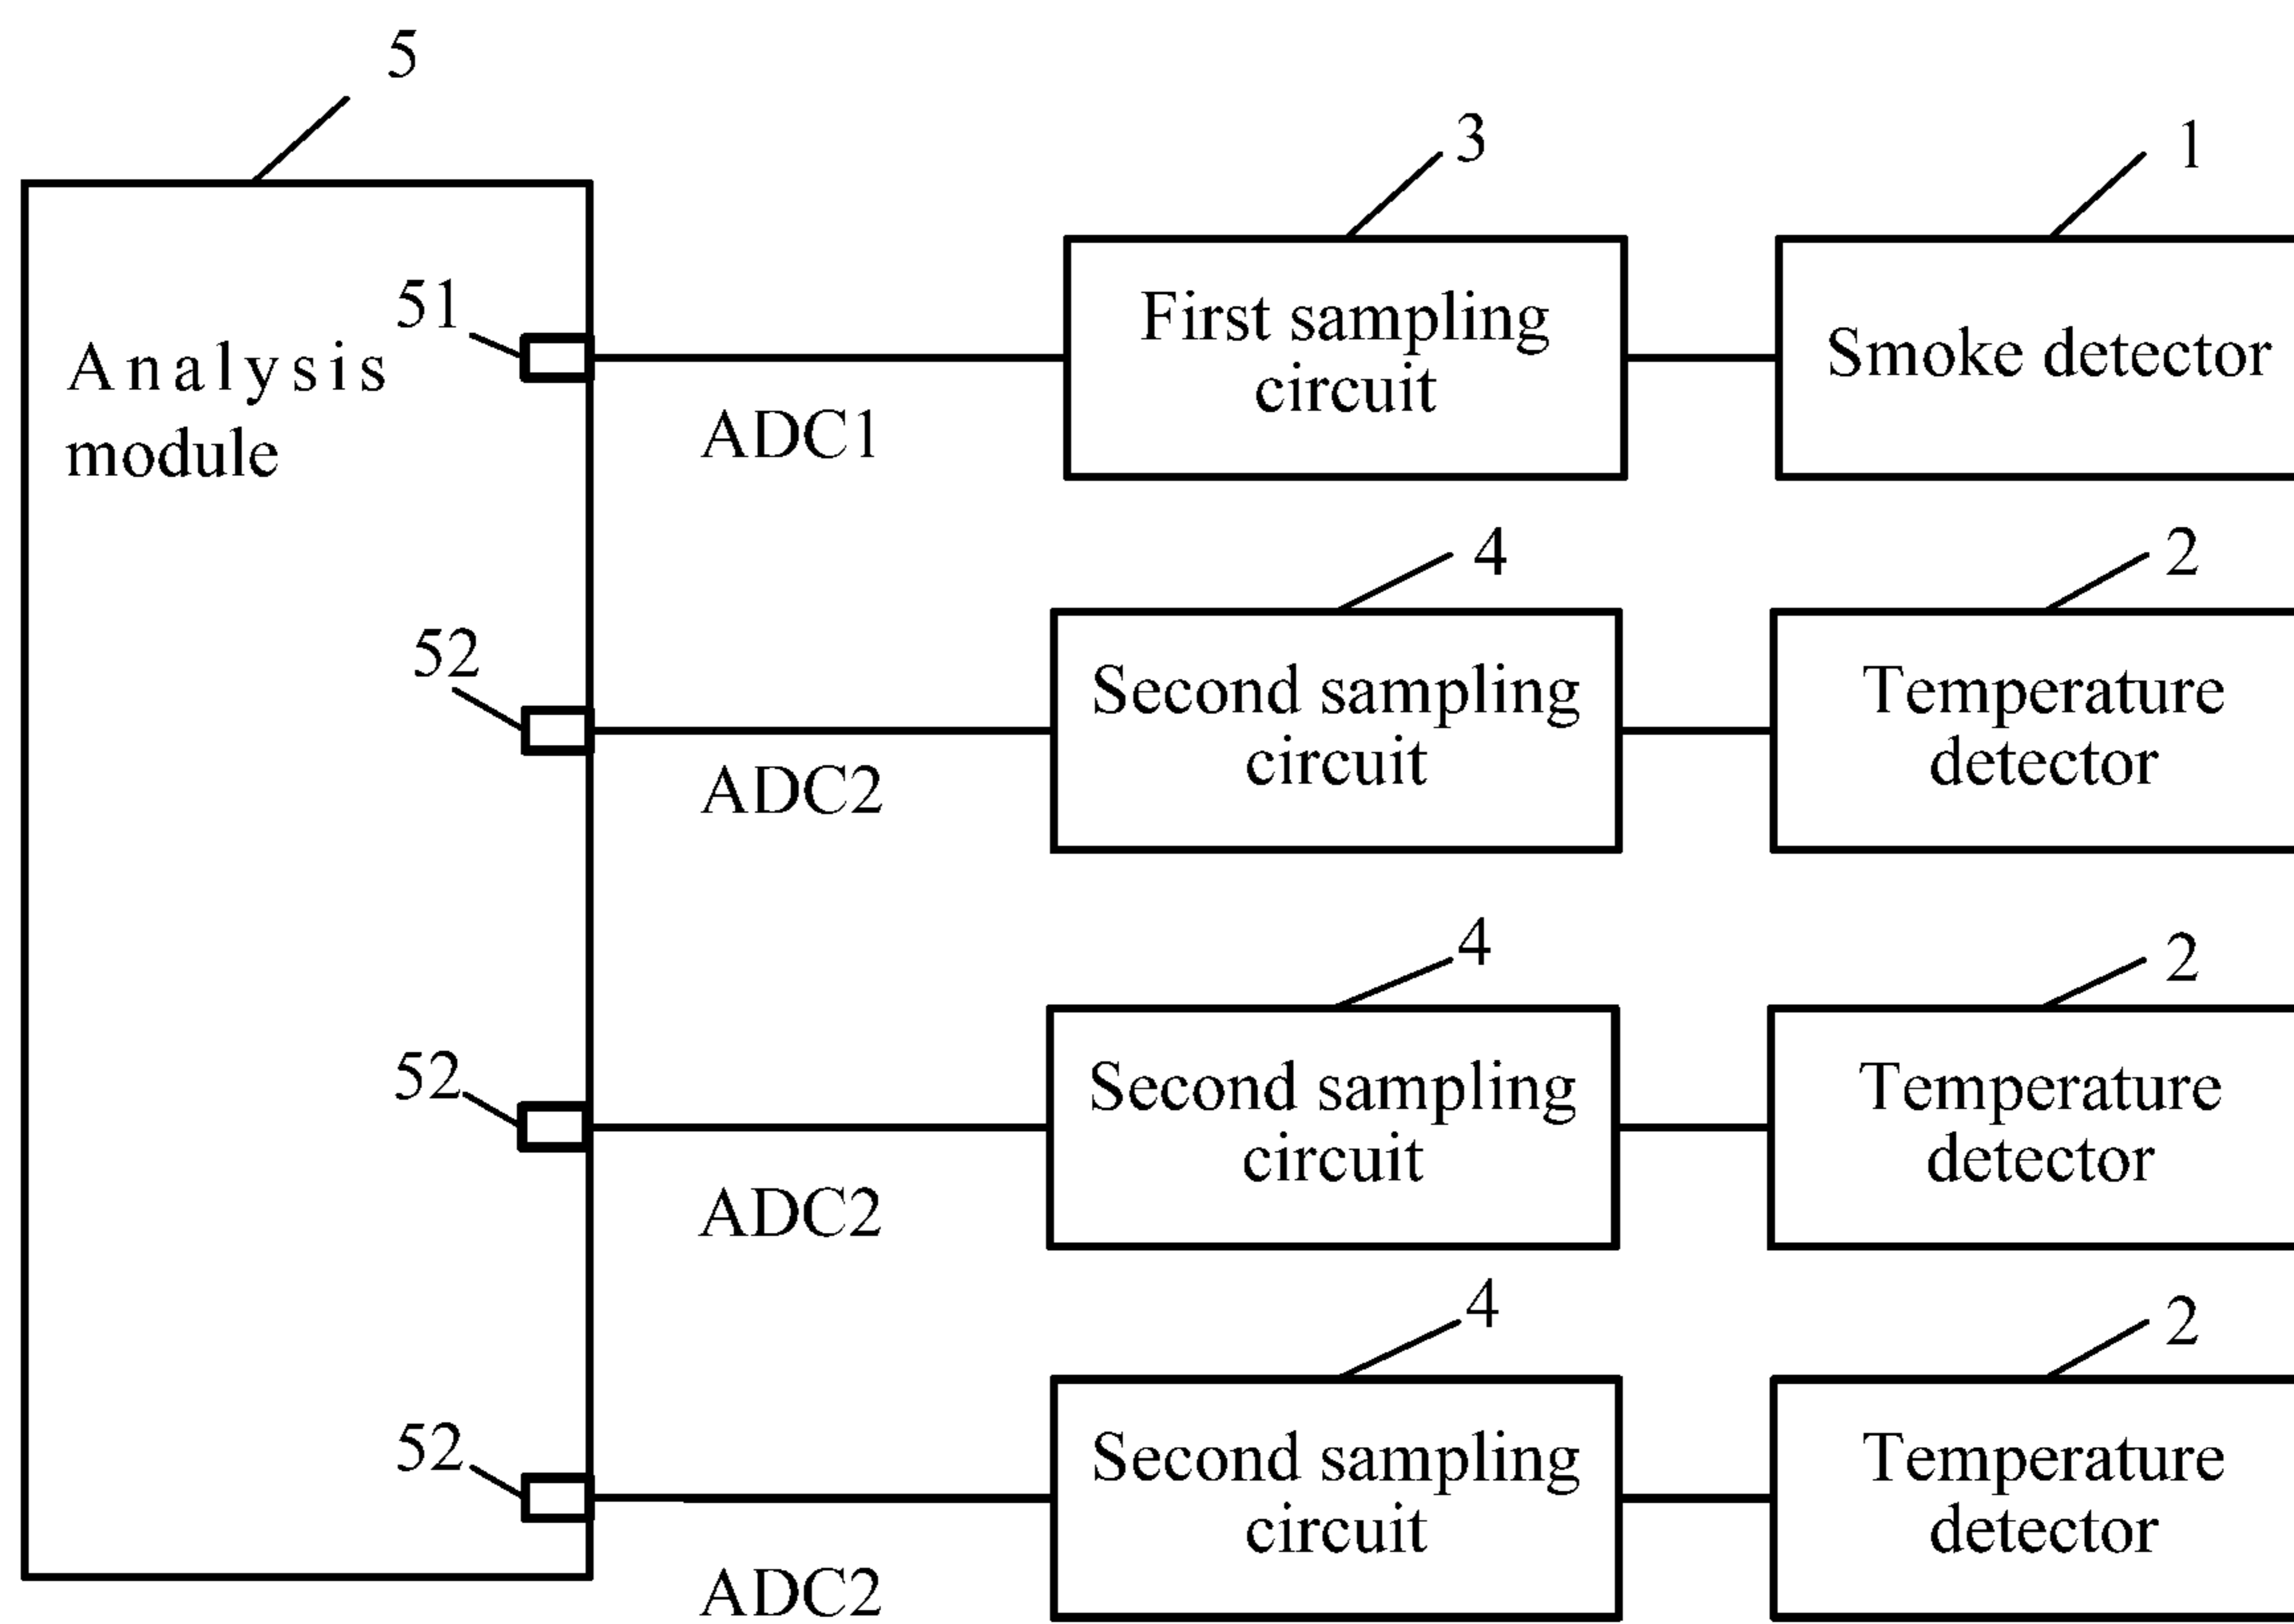 5
3
1
51
First sampling
circuit
Smoke detector
Analysis
module
ADC1
4
2
52
Second sampling
circuit
Temperature
detector
ADC2
4
2
52
Second sampling
circuit
Temperature
detector
ADC2
4
2
52
Second sampling
circuit
Temperature
detector
ADC2